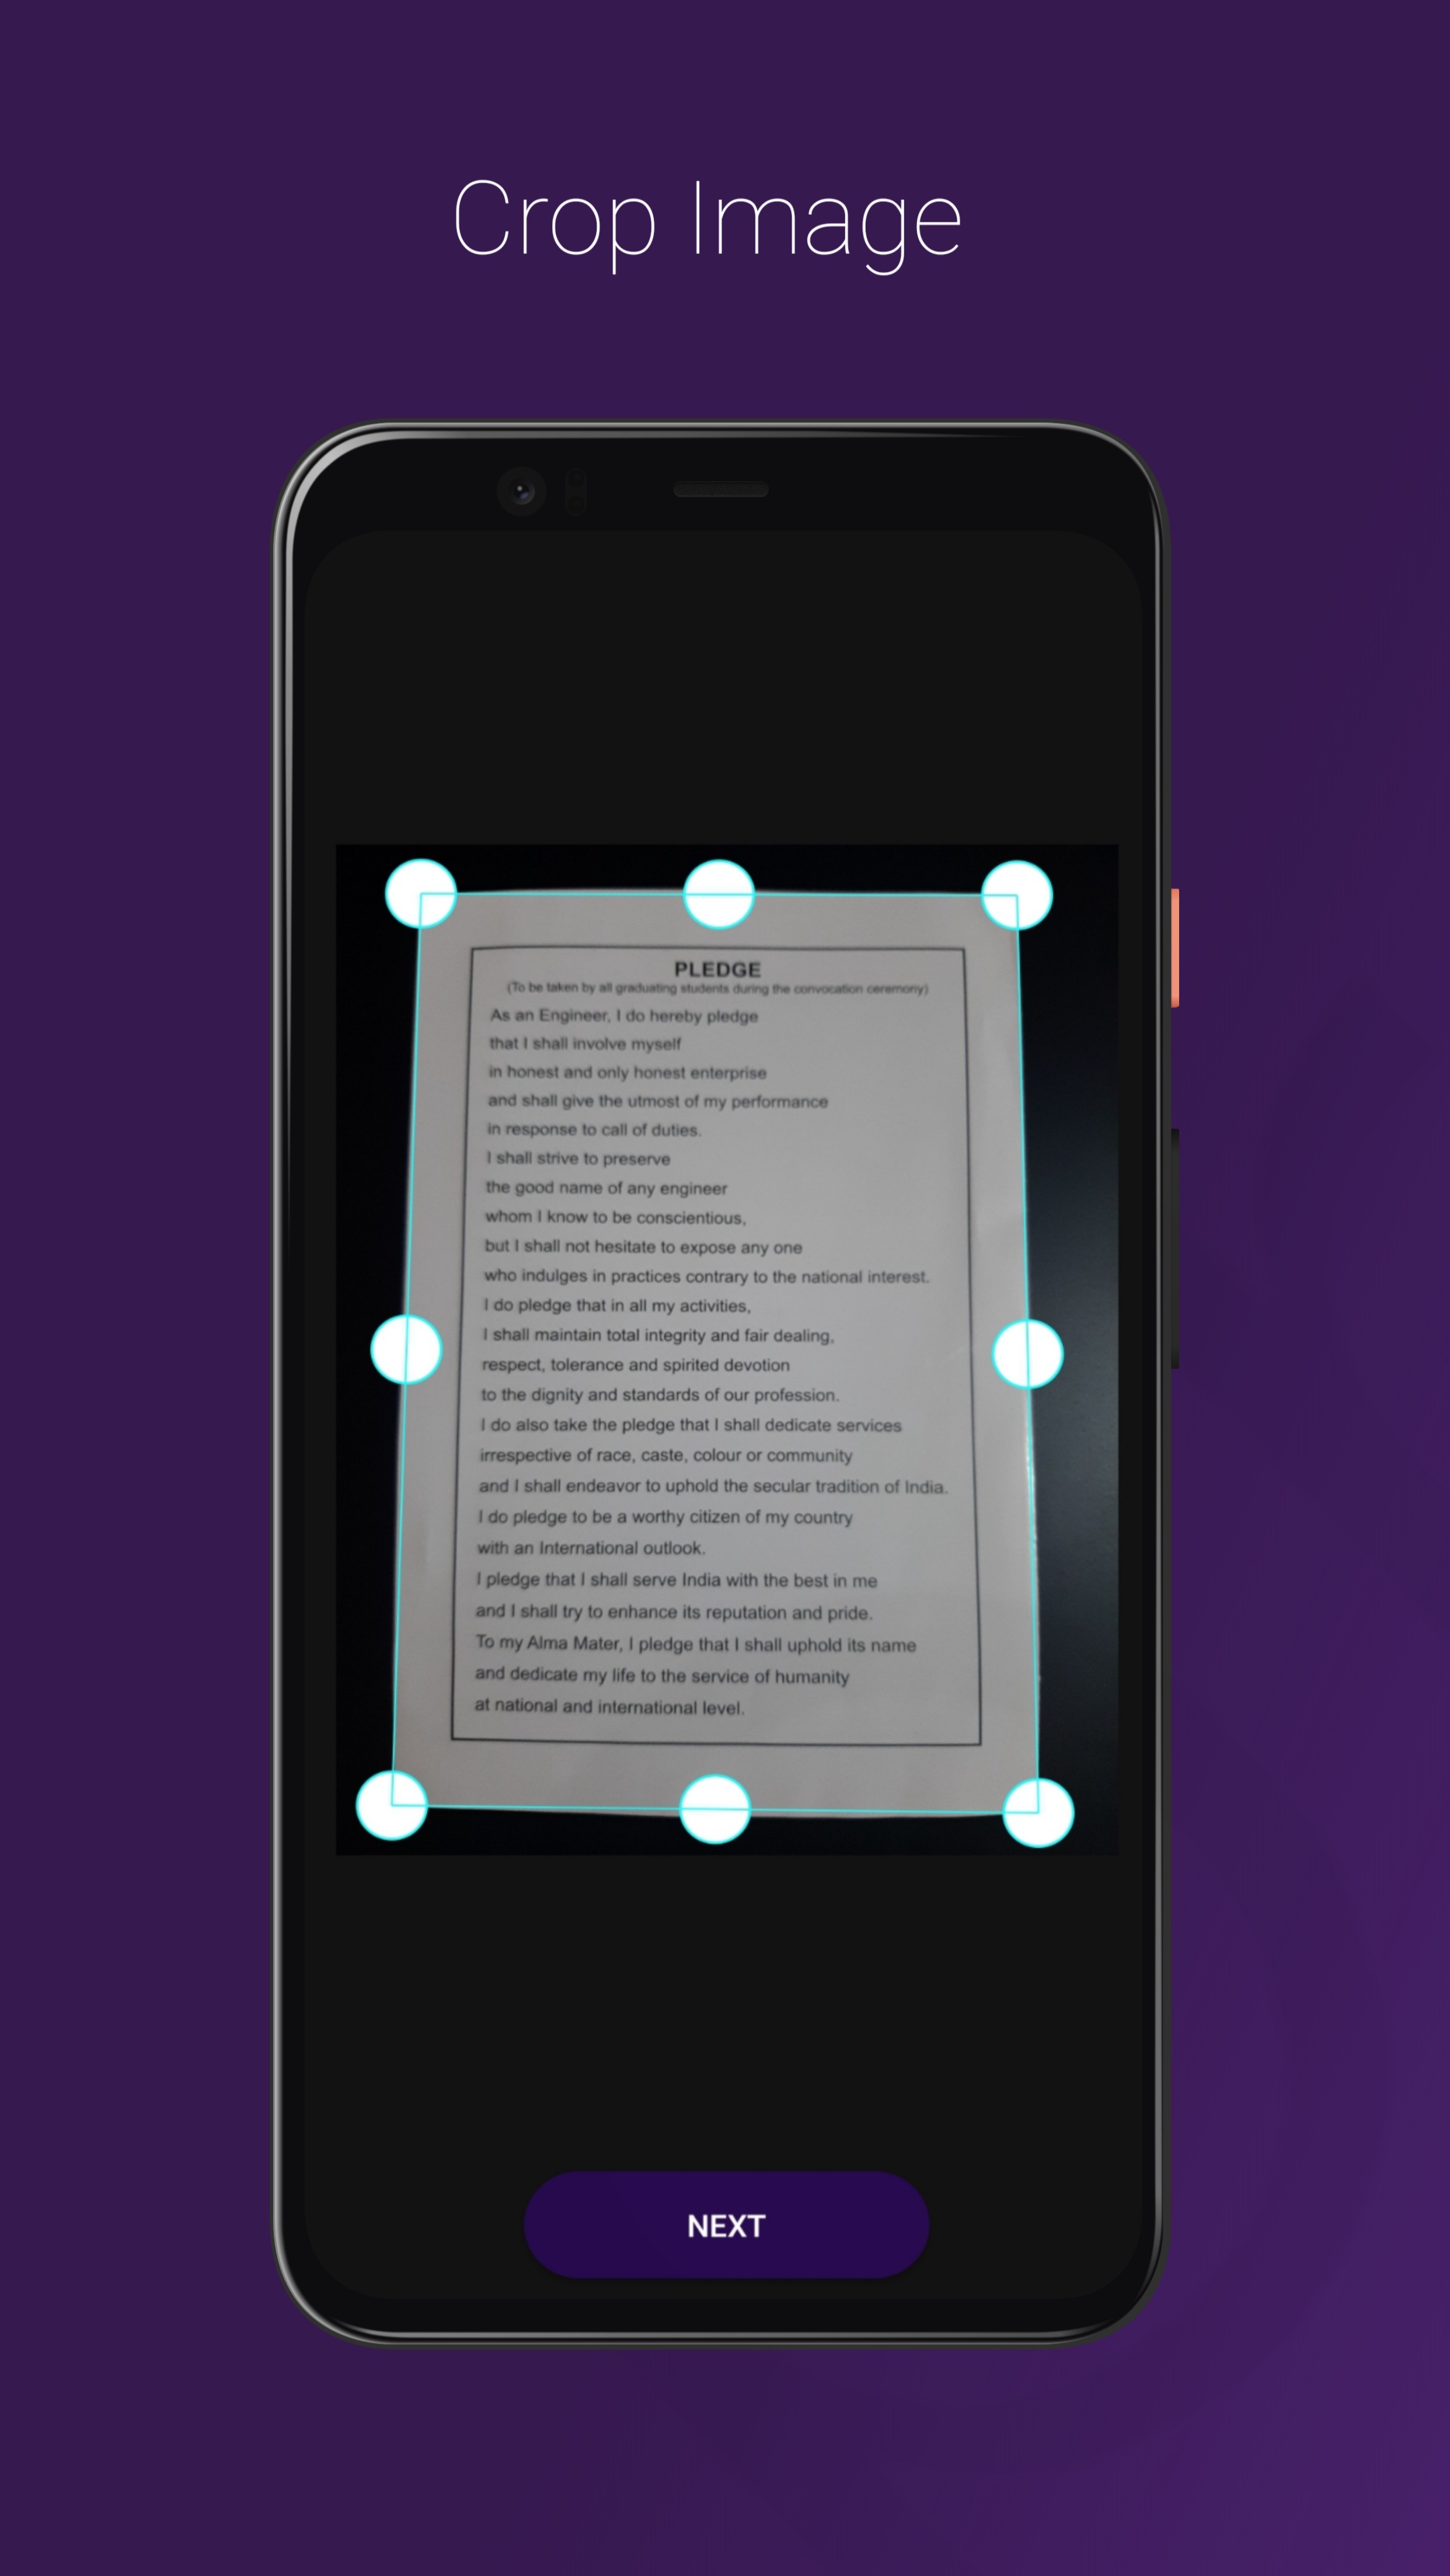 Crop Image
PLEDGE
(To be taken by all graduating students during the convocation ceremony)
As an Engineer, I do hereby pledge
that I shall involve myself
in honest and only honest enterprise
and shall give the utmost of my performance
in response to call of duties.
I shall strive to preserve
the good name of any engineer
whom I know to be conscientious,
but I shall not hesitate to expose any one
who indulges in practices contrary to the national interest.
I do pledge that in all my activities,
I shall maintain total integrity and fair dealing,
respect, tolerance and spirited devotion
to the dignity and standards of our profession.
I do also take the pledge that I shall dedicate services
irrespective of race, caste, colour or community
and I shall endeavor to uphold the secular tradition of India.
I do pledge to be a worthy citizen of my country
with an International outlook.
I pledge that I shall serve India with the best in me
and I shall try to enhance its reputation and pride.
To my Alma Mater, I pledge that I shall uphold its name
and dedicate my life to the service of humanity
at national and international level.
NEXT